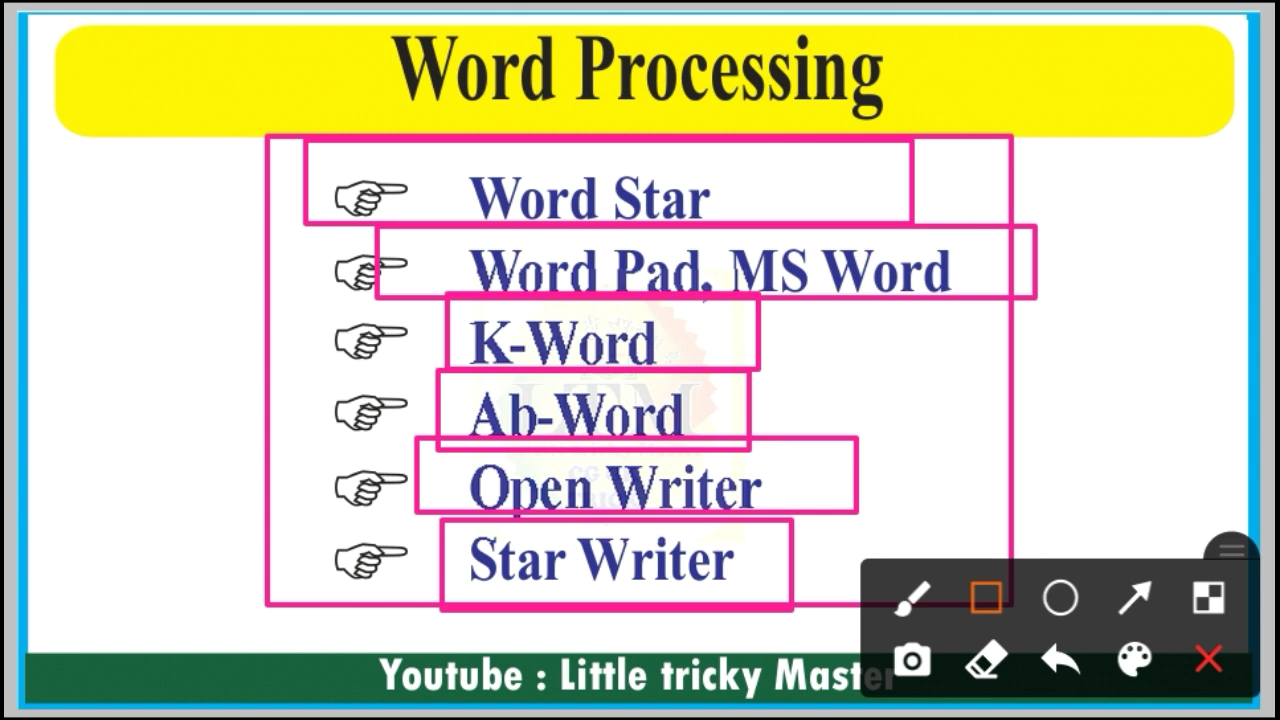 Word Processing
Word Star
Word Pad, MS Word
K-Word
Ab-Word
Open Writer
Star Writer
Youtube : Little tricky Master